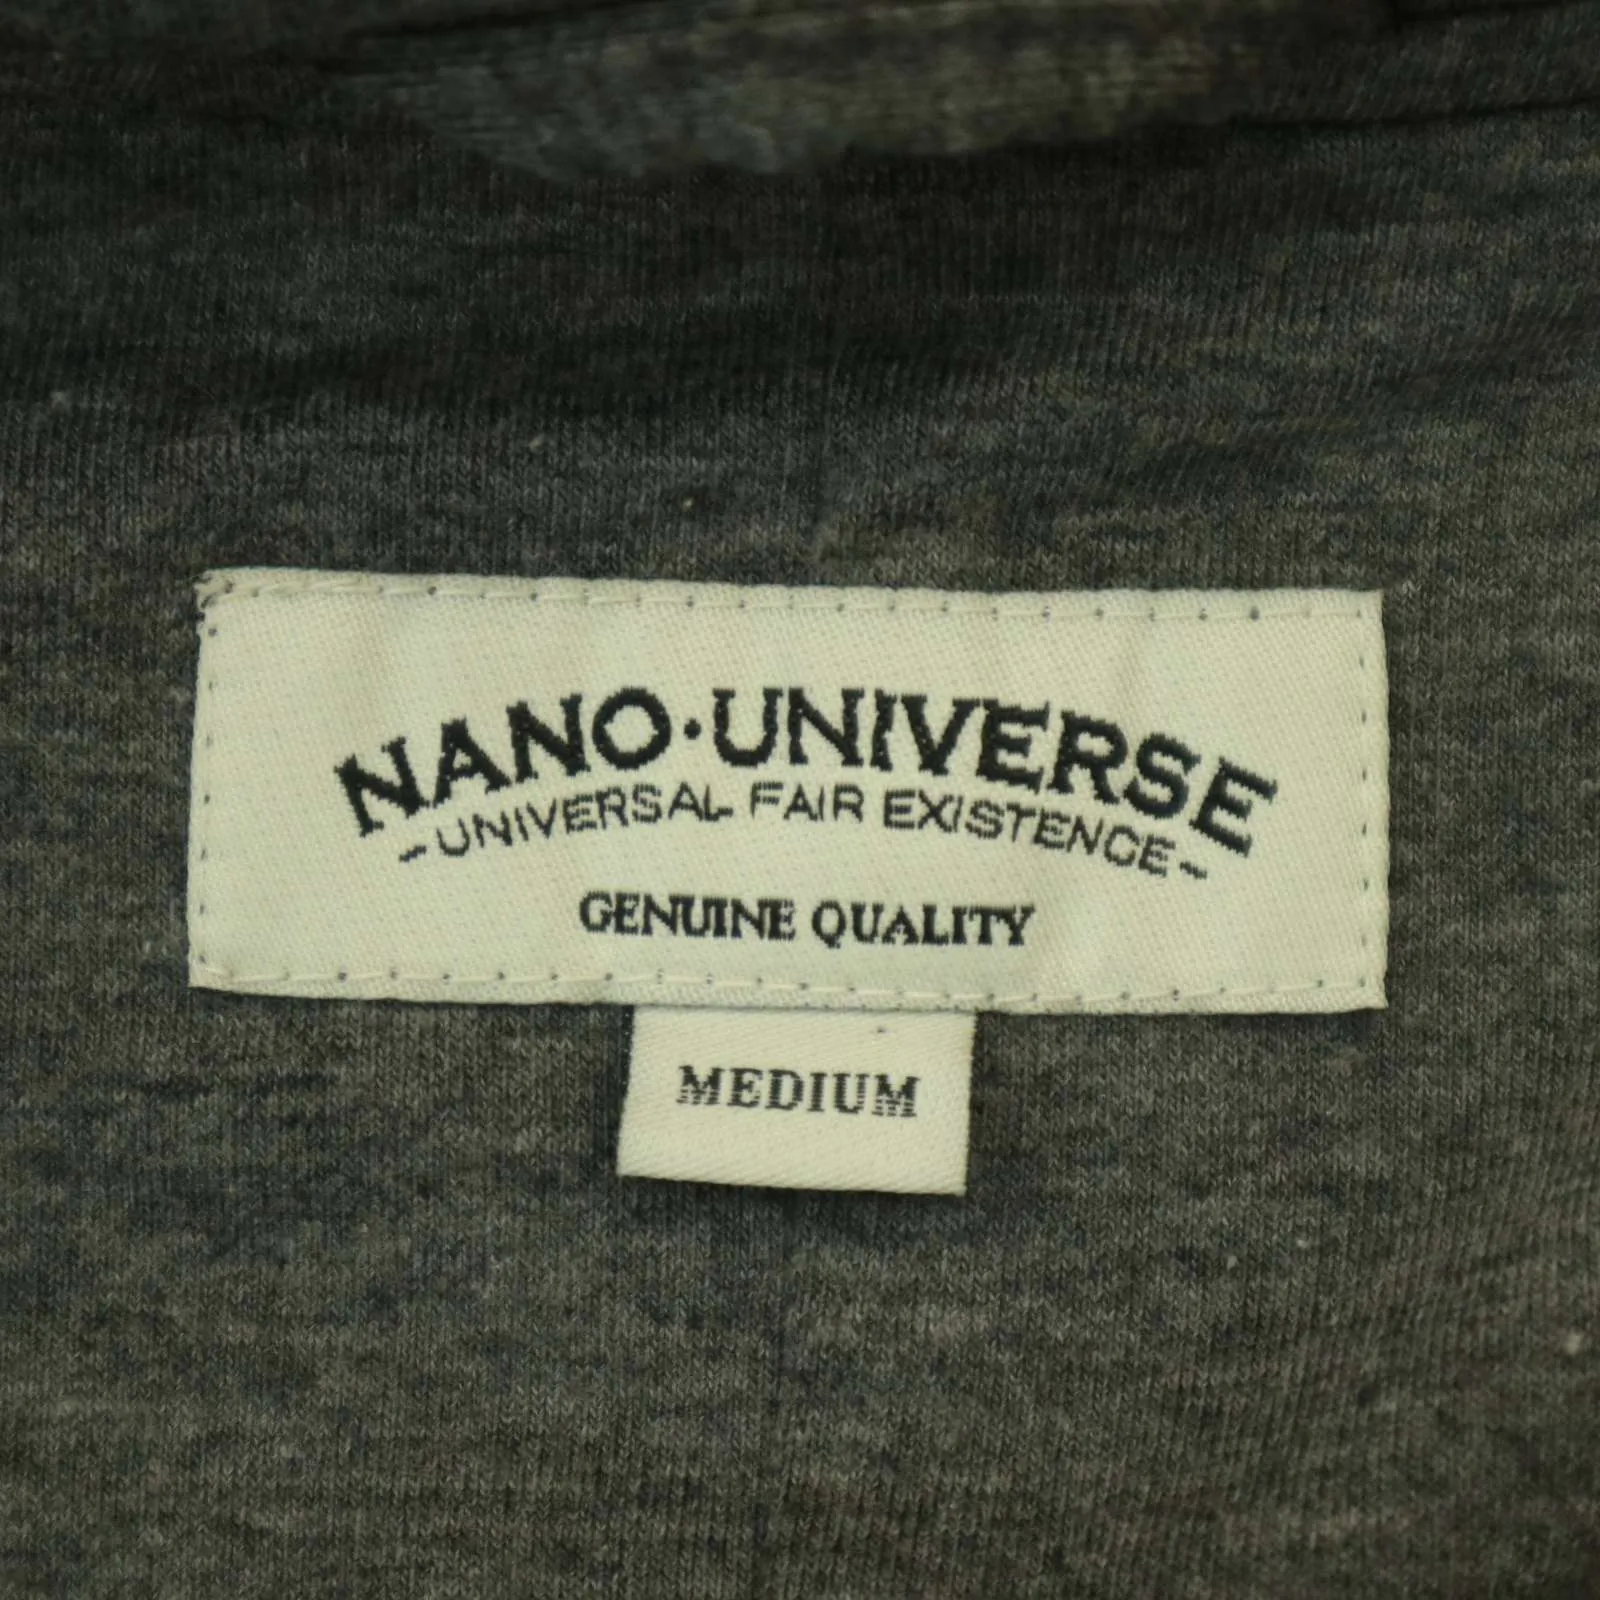 NANO·UNIVERSE
-UNIVERSAL FAIR EXISTENCE-
GENUINE QUALITY
MEDIUM